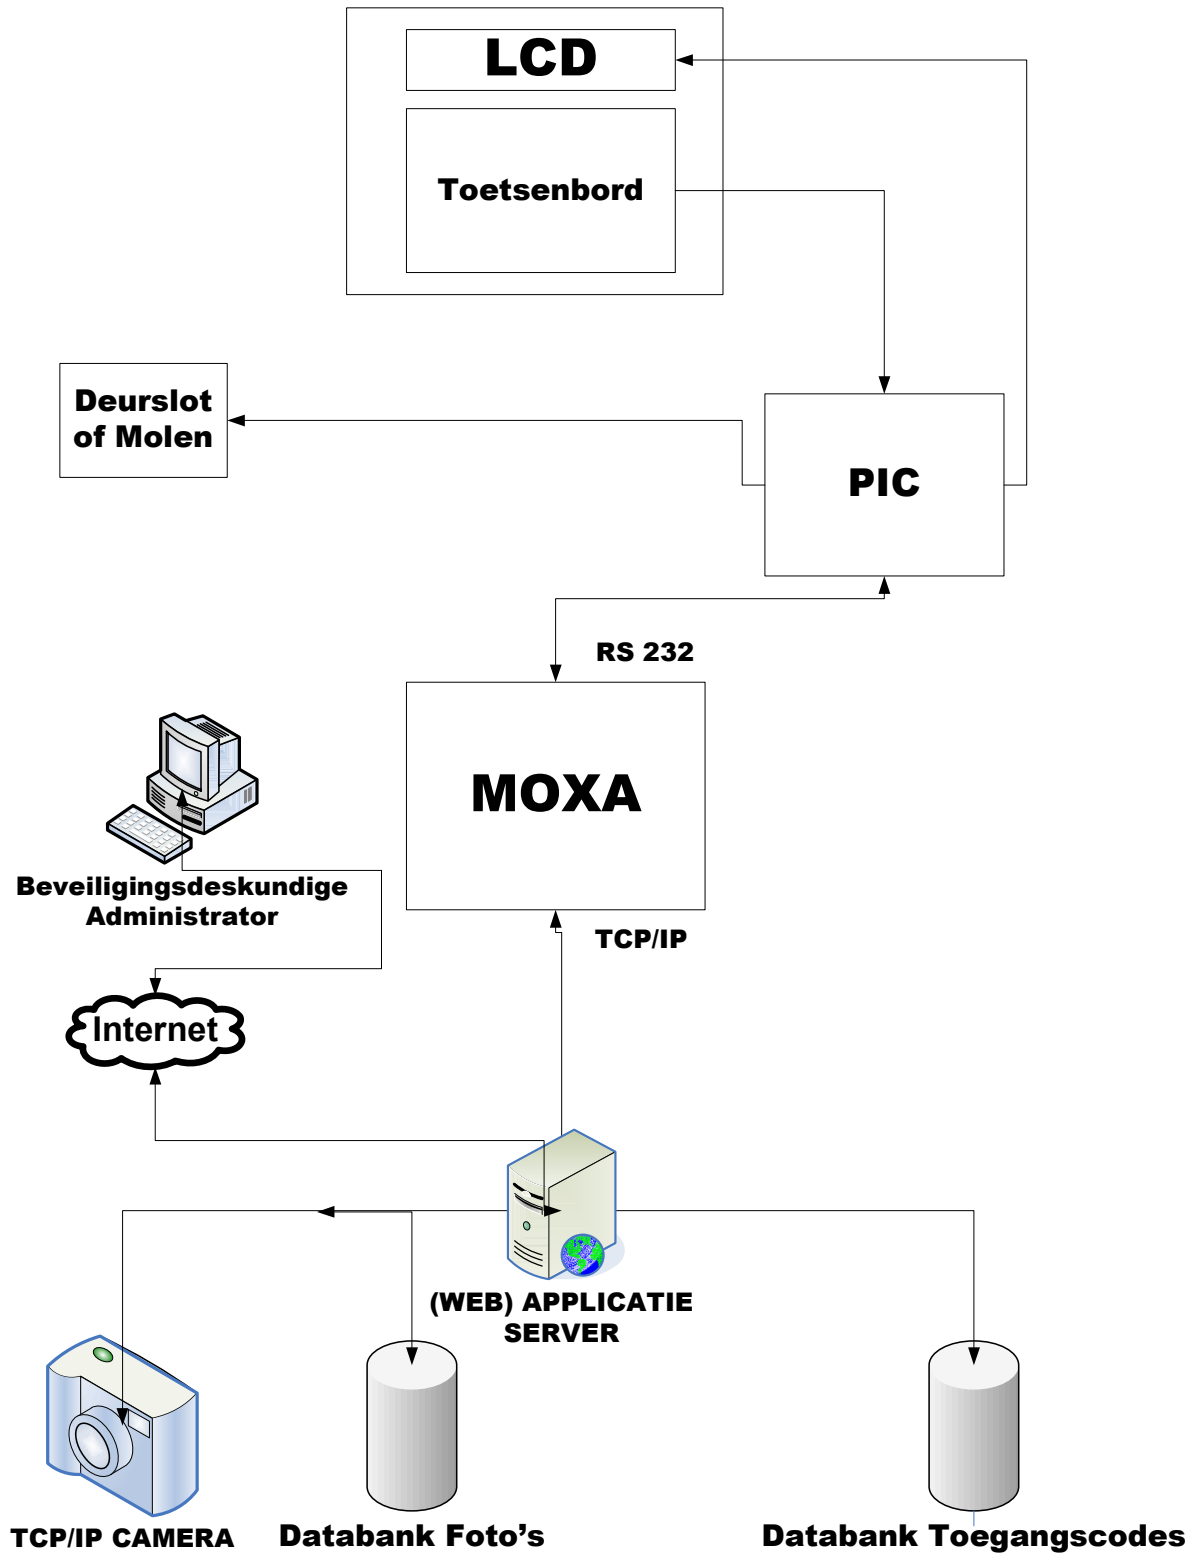 LCD
Toetsenbord
Deurslot
of Molen
PIC
RS 232
MOXA
Beveiligingsdeskundige
Administrator
TCP/IP
Internet
(WEB) APPLICATIE
SERVER
TCP/IP CAMERA
Databank Foto's
Databank Toegangscodes